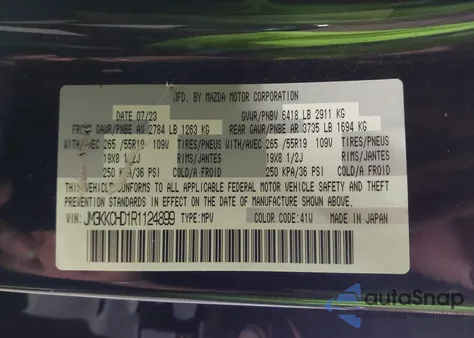 MFD. BY MAZDA MOTOR CORPORATION
DATE 07/23 GVWR/PNBV 6418 LB 2911 KG
FRONT GAWR/PNBE AV 2784 LB 1263 KG REAR GAWR/PNBE AR 3735 LB 1694 KG
WITH/AVEC 265 /55R19 109V TIRES/PNEUS WITH/AVEC 265 /55R19 109V TIRES/PNEUS
19X8 1/2J RIMS/JANTES 19X8 1/2J RIMS/JANTES
250 KPA/36 PSI COLD/A FROID 250 KPA/36 PSI COLD/A FROID
THIS VEHICLE CONFORMS TO ALL APPLICABLE FEDERAL MOTOR VEHICLE SAFETY AND THEFT
PREVENTION STANDARDS IN EFFECT ON THE DATE OF MANUFACTURE SHOWN ABOVE.
VIN: JM3KKCHD1R1124899 TYPE:MPV COLOR CODE:41W MADE IN JAPAN
autoSnap